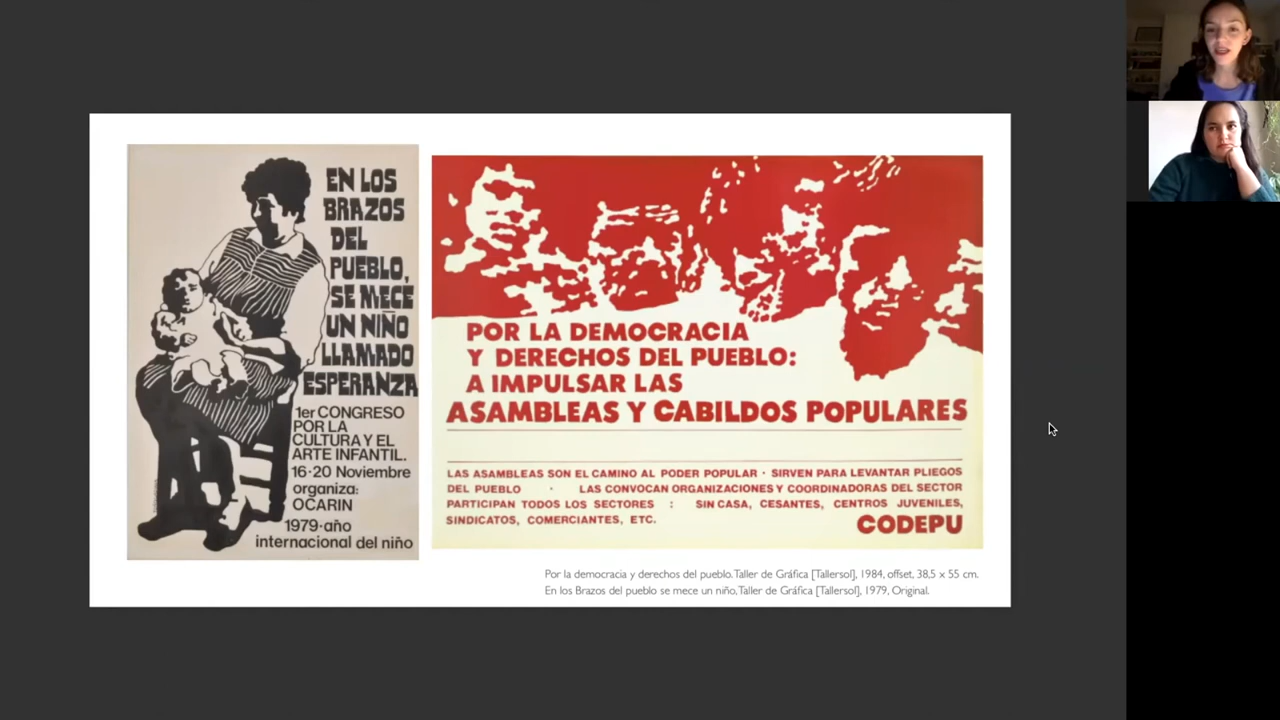 EN LOS
BRAZOS
DEL
PUEBLO,
SE MECE
UN NIÑO
LLAMADO
ESPERANZA
1er CONGRESO
POR LA
CULTURA Y EL
ARTE INFANTIL.
16·20 Noviembre
organiza:
OCARIN
1979·año
internacional del niño
POR LA DEMOCRACIA
Y DERECHOS DEL PUEBLO:
A IMPULSAR LAS
ASAMBLEAS Y CABILDOS POPULARES
LAS ASAMBLEAS SON EL CAMINO AL PODER POPULAR · SIRVEN PARA LEVANTAR PLIEGOS
DEL PUEBLO · LAS CONVOCAN ORGANIZACIONES Y COORDINADORAS DEL SECTOR
PARTICIPAN TODOS LOS SECTORES : SIN CASA, CESANTES, CENTROS JUVENILES,
SINDICATOS, COMERCIANTES, ETC.
CODEPU
Por la democracia y derechos del pueblo. Taller de Gráfica [Tallersol], 1984, offset, 38,5 x 55 cm.
En los Brazos del pueblo se mece un niño, Taller de Gráfica [Tallersol], 1979, Original.